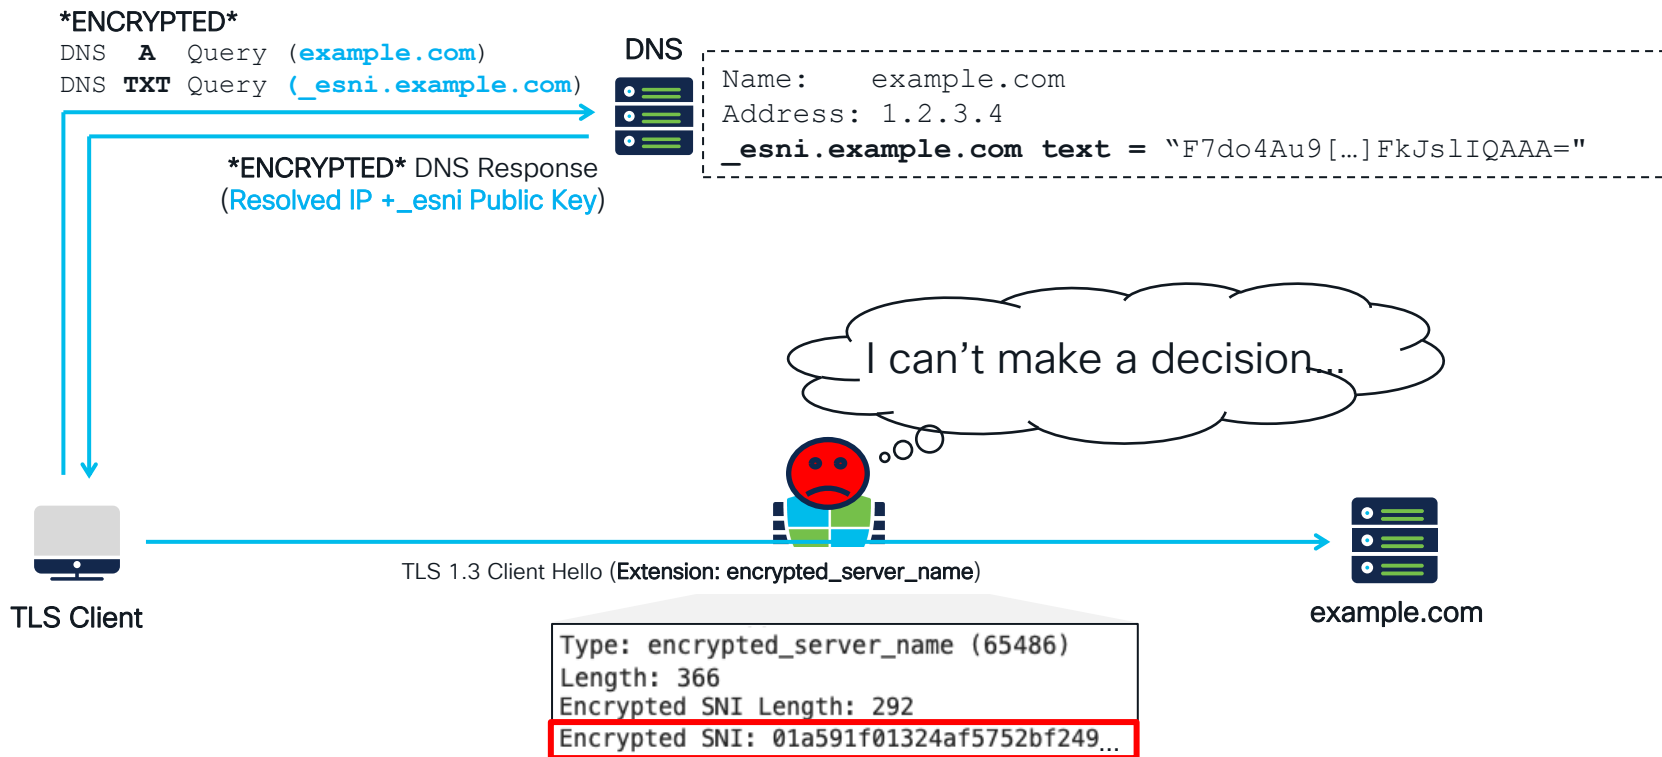 *ENCRYPTED*
DNS A Query (example.com)
DNS TXT Query (_esni.example.com)
DNS
Name: example.com
Address: 1.2.3.4
_esni.example.com text = “F7do4Au9[…]FkJslIQAAA="
*ENCRYPTED* DNS Response
(Resolved IP +_esni Public Key)
I can’t make a decision…
TLS 1.3 Client Hello (Extension: encrypted_server_name)
TLS Client
example.com
Type: encrypted_server_name (65486)
Length: 366
Encrypted SNI Length: 292
Encrypted SNI: 01a591f01324af5752bf249...